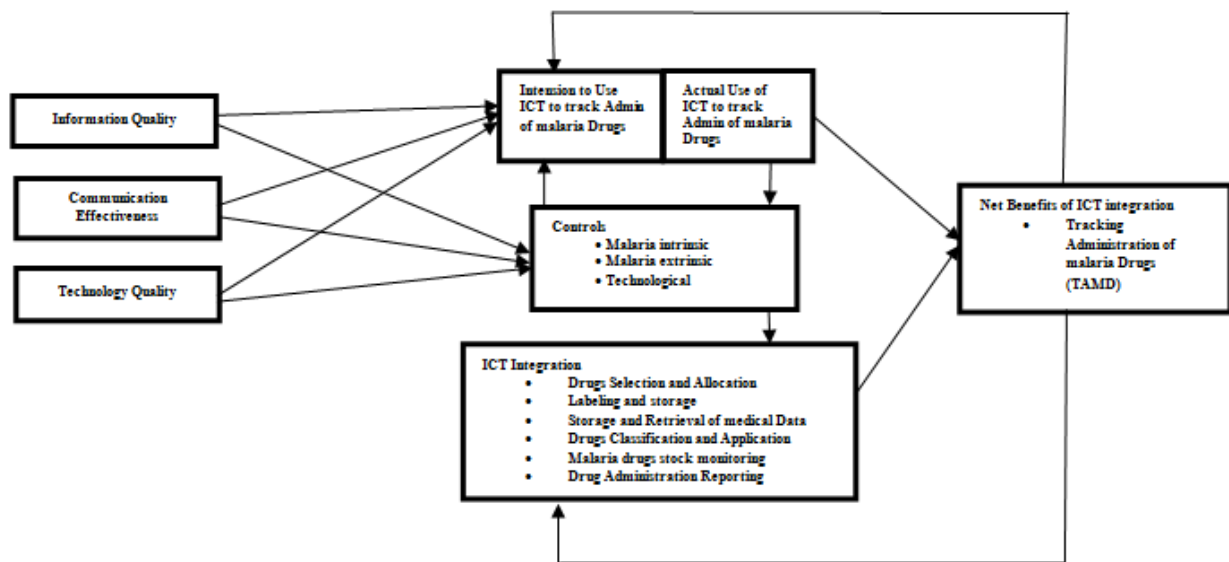 Information Quality
Communication
Effectiveness
Technology Quality
Intension to Use
ICT to track Admin
of malaria Drugs
Actual Use of
ICT to track
Admin of malaria
Drugs
Controls
• Malaria intrinsic
• Malaria extrinsic
• Technological
ICT Integration
• Drugs Selection and Allocation
• Labeling and storage
• Storage and Retrieval of medical Data
• Drugs Classification and Application
• Malaria drugs stock monitoring
• Drug Administration Reporting
Net Benefits of ICT integration
• Tracking
Administration of
malaria Drugs
(TAMD)